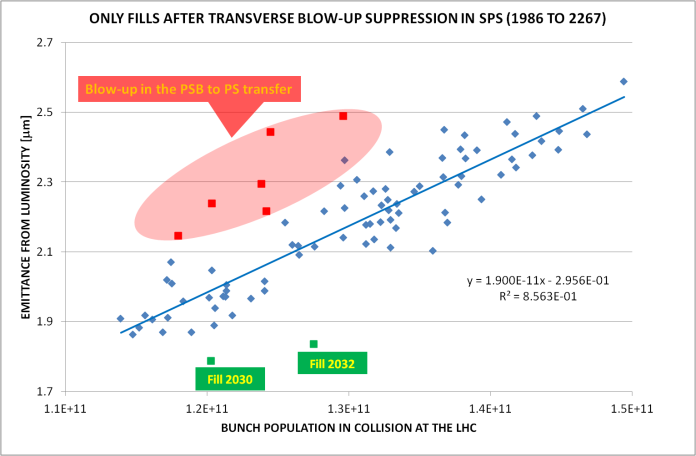 ONLY FILLS AFTER TRANSVERSE BLOW-UP SUPPRESSION IN SPS (1986 TO 2267)
2.7
2.5
2.3
2.1
1.9
1.7
EMITTANCE FROM LUMINOSITY [µm]
Blow-up in the PSB to PS transfer
y = 1.900E-11x - 2.956E-01
R² = 8.563E-01
Fill 2032
Fill 2030
1.1E+11 1.2E+11 1.3E+11 1.4E+11 1.5E+11
BUNCH POPULATION IN COLLISION AT THE LHC